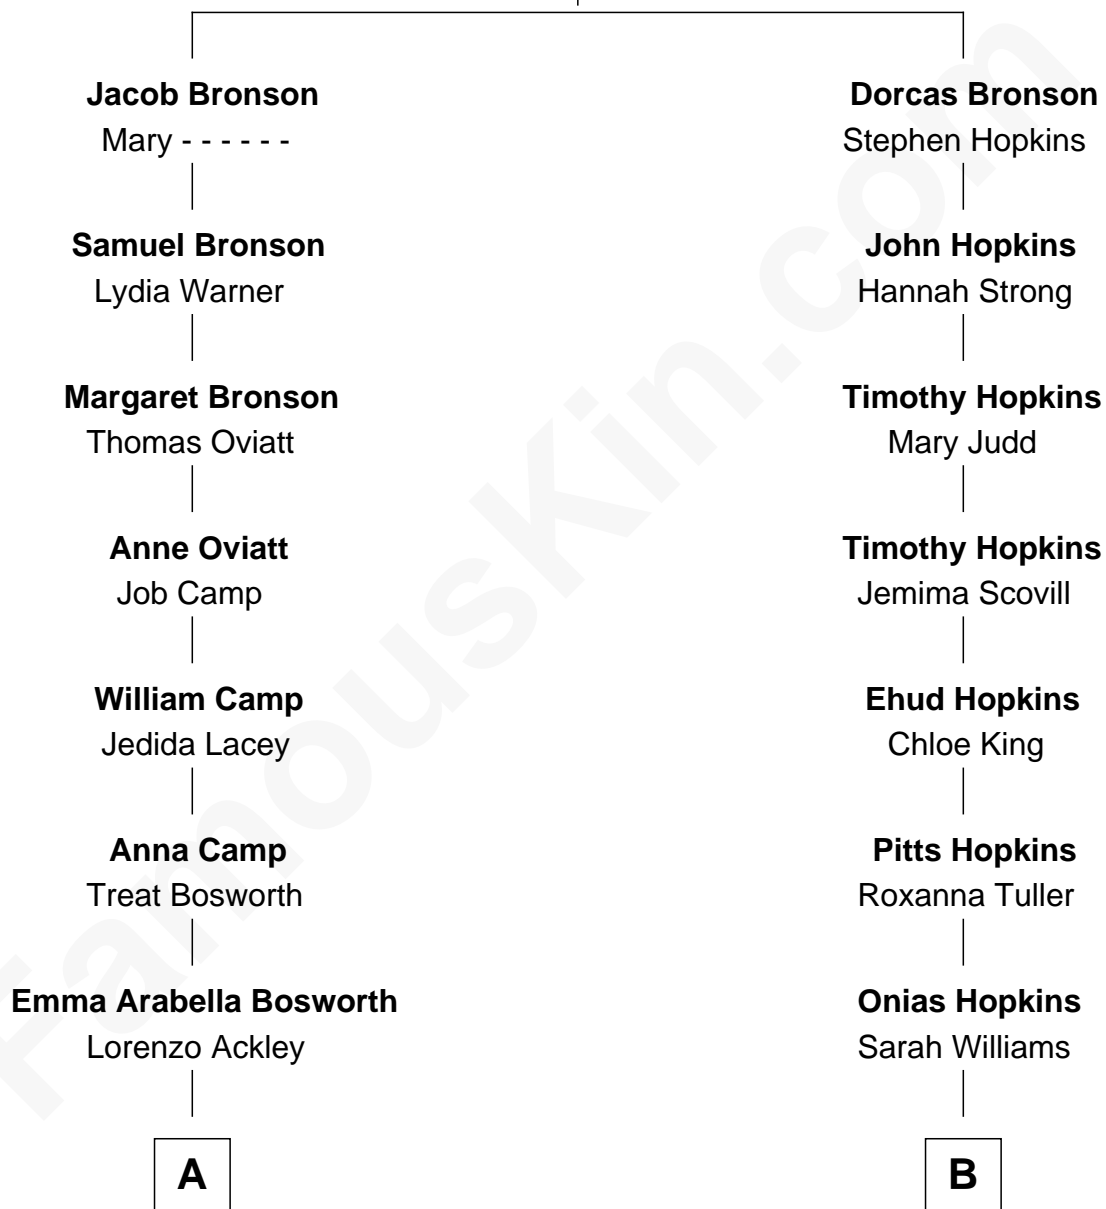 Jacob Bronson
Mary - - - - - -
Dorcas Bronson
Stephen Hopkins
Samuel Bronson
Lydia Warner
John Hopkins
Hannah Strong
Margaret Bronson
Thomas Oviatt
Timothy Hopkins
Mary Judd
Anne Oviatt
Job Camp
Timothy Hopkins
Jemima Scovill
William Camp
Jedida Lacey
Ehud Hopkins
Chloe King
Anna Camp
Treat Bosworth
Pitts Hopkins
Roxanna Tuller
Emma Arabella Bosworth
Lorenzo Ackley
Onias Hopkins
Sarah Williams
A
B
FamousKin.com